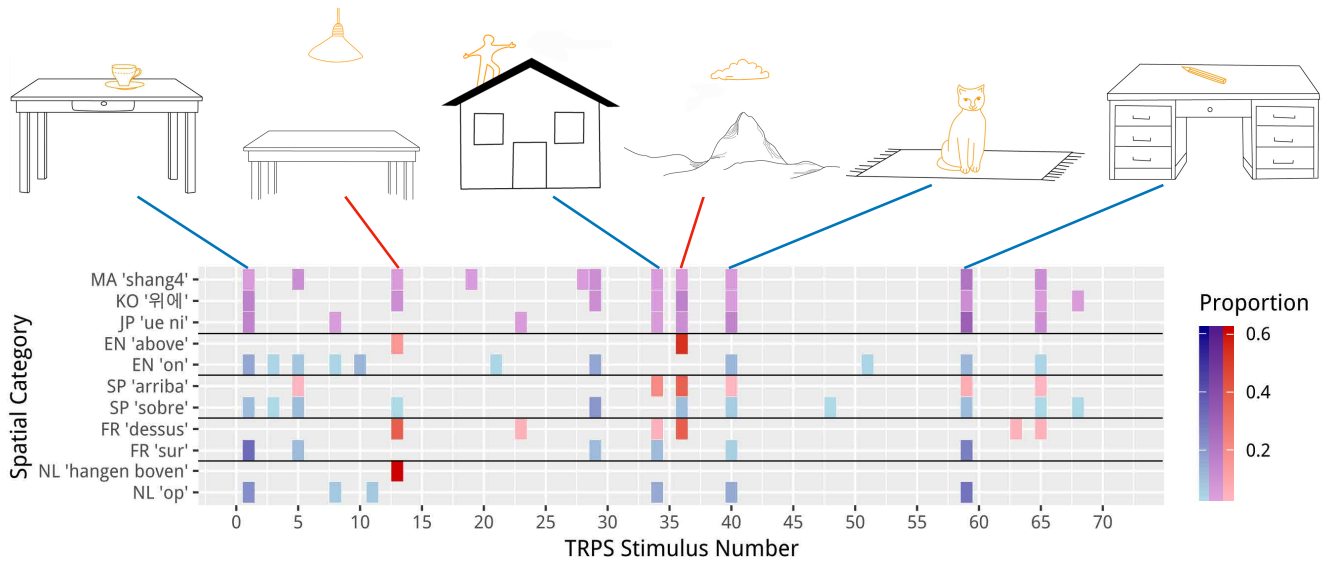 MA 'shang4'
KO '위에'
JP 'ue ni'
EN 'above'
EN 'on'
SP 'arriba'
SP 'sobre'
FR 'dessus'
FR 'sur'
NL 'hangen boven'
NL 'op'
Spatial Category
0 5 10 15 20 25 30 35 40 45 50 55 60 65 70
TRPS Stimulus Number
Proportion
0.6
0.4
0.2